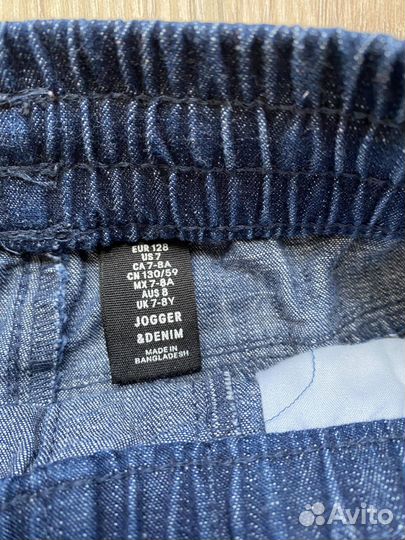 EUR 128
US 7
CA 7-8A
CN 130/59
MX 7-8A
AUS 8
UK 7-8Y
JOGGER
&DENIM
MADE IN
BANGLADESH
Avito